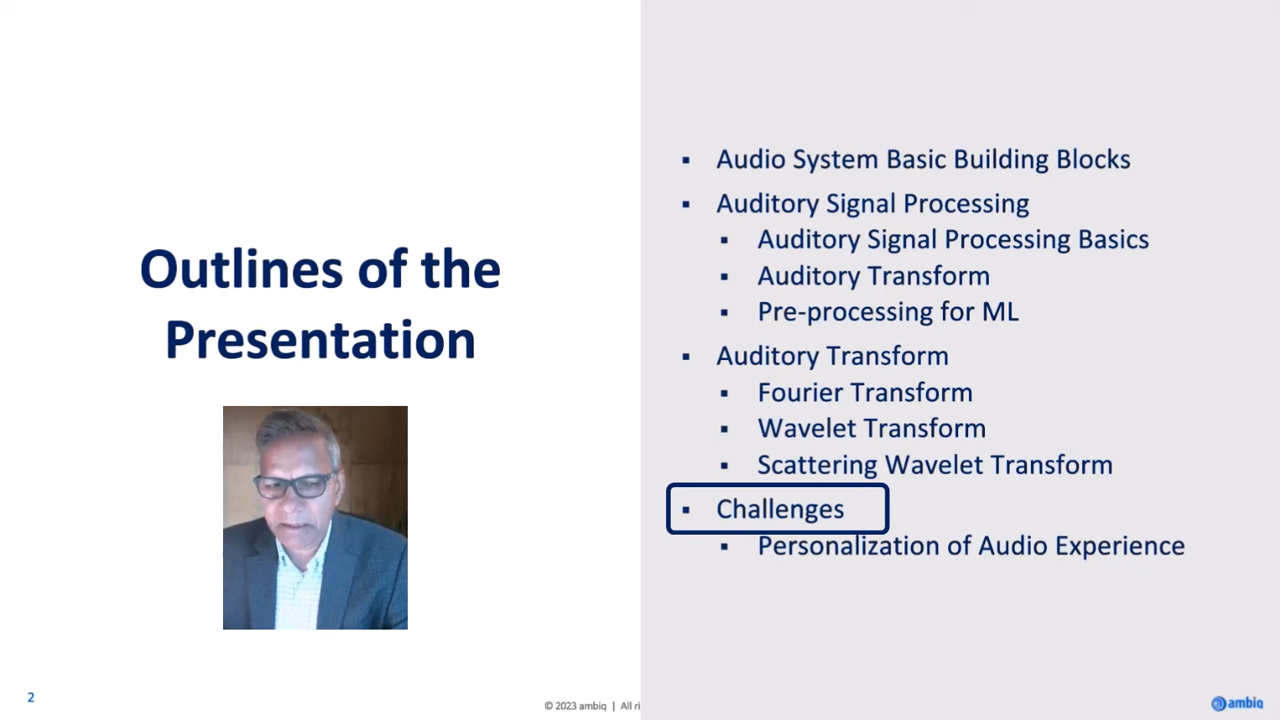 Outlines of the
Presentation
▪ Audio System Basic Building Blocks
▪ Auditory Signal Processing
▪ Auditory Signal Processing Basics
▪ Auditory Transform
▪ Pre-processing for ML
▪ Auditory Transform
▪ Fourier Transform
▪ Wavelet Transform
▪ Scattering Wavelet Transform
▪ Challenges
▪ Personalization of Audio Experience
2
© 2023 ambiq | All ri
ambiq